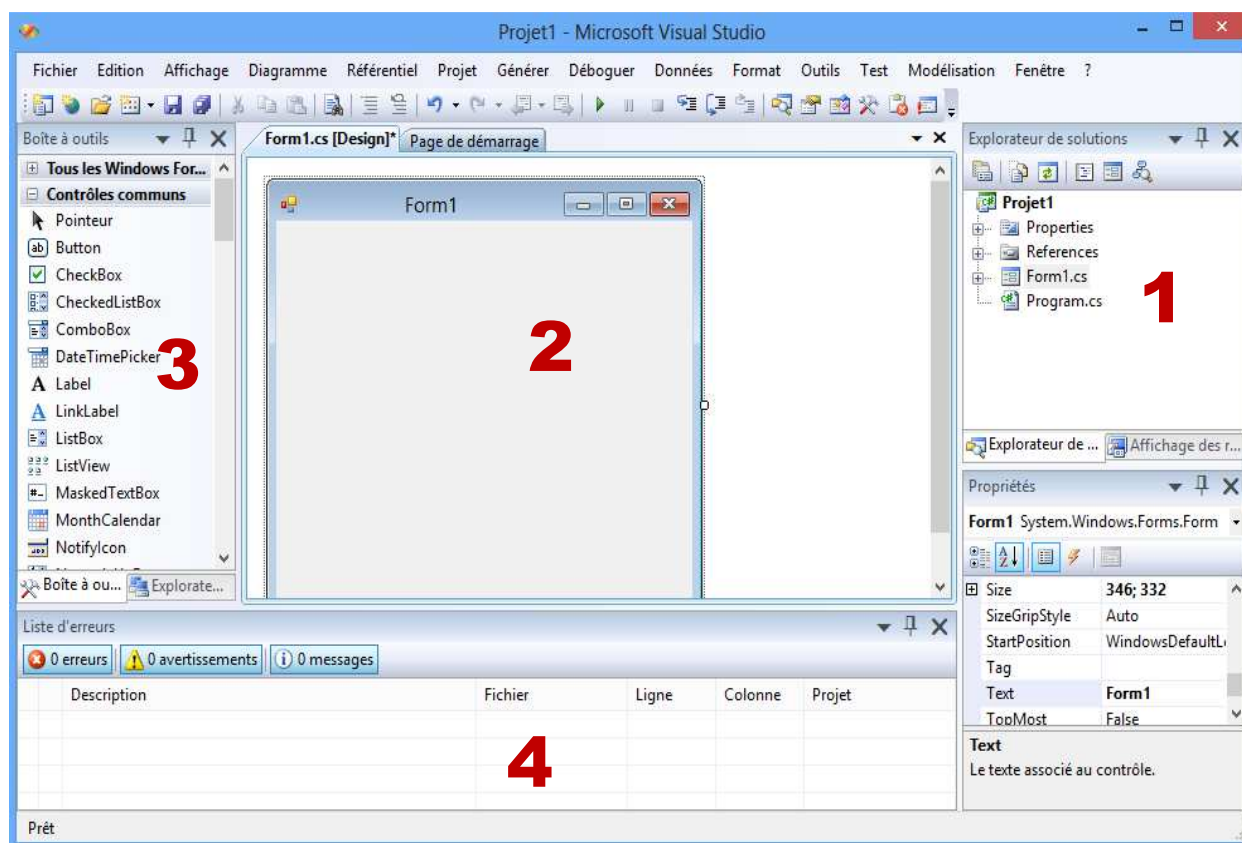 Projet1 - Microsoft Visual Studio
Fichier Edition Affichage Diagramme Référentiel Projet Générer Déboguer Données Format Outils Test Modélisation Fenêtre ?
Boîte à outils
Tous les Windows For...
Contrôles communs
Pointeur
Button
CheckBox
CheckedListBox
ComboBox
DateTimePicker
Label
LinkLabel
ListBox
ListView
MaskedTextBox
MonthCalendar
NotifyIcon
Boîte à ou... Explorate...
3
Form1.cs [Design]* Page de démarrage
Form1
2
Explorateur de solutions
Projet1
Properties
References
Form1.cs
Program.cs
1
Explorateur de ... Affichage des r...
Propriétés
Form1 System.Windows.Forms.Form
Size 346; 332
SizeGripStyle Auto
StartPosition WindowsDefaultL
Tag
Text Form1
TopMost False
Text
Le texte associé au contrôle.
Liste d'erreurs
0 erreurs 0 avertissements 0 messages
Description Fichier Ligne Colonne Projet
4
Prêt